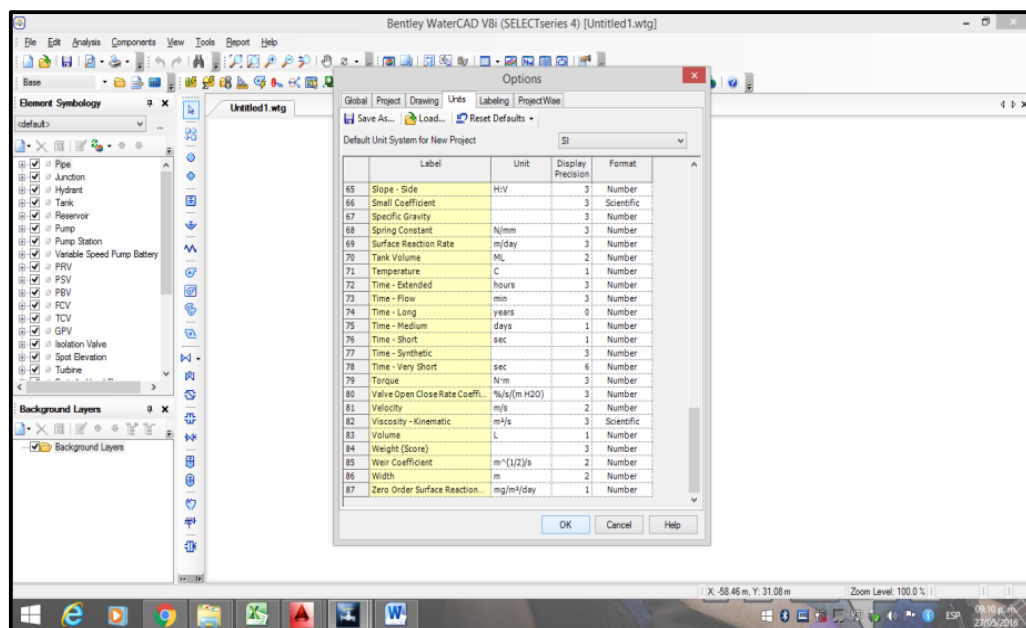 Bentley WaterCAD V8i (SELECTseries 4) [Untitled1.wtg]
File Edit Analysis Components View Tools Report Help
Base
Element Symbology
<default>
Pipe
Junction
Hydrant
Tank
Reservoir
Pump
Pump Station
Variable Speed Pump Battery
PRV
PSV
PBV
FCV
TCV
GPV
Isolation Valve
Spot Elevation
Turbine
Background Layers
Background Layers
Untitled1.wtg
Options
Global Project Drawing Units Labeling ProjectWise
Save As... Load... Reset Defaults
Default Unit System for New Project SI
Label Unit Display Precision Format
65 Slope - Side H:V 3 Number
66 Small Coefficient 3 Scientific
67 Specific Gravity 3 Number
68 Spring Constant N/mm 3 Number
69 Surface Reaction Rate m/day 3 Number
70 Tank Volume ML 2 Number
71 Temperature C 1 Number
72 Time - Extended hours 3 Number
73 Time - Flow min 3 Number
74 Time - Long years 0 Number
75 Time - Medium days 1 Number
76 Time - Short sec 1 Number
77 Time - Synthetic 3 Number
78 Time - Very Short sec 6 Number
79 Torque N·m 3 Number
80 Valve Open Close Rate Coeffi... %/s/(m H2O) 3 Number
81 Velocity m/s 2 Number
82 Viscosity - Kinematic m²/s 3 Scientific
83 Volume L 1 Number
84 Weight (Score) 3 Number
85 Weir Coefficient m^(1/2)/s 2 Number
86 Width m 2 Number
87 Zero Order Surface Reaction... mg/m²/day 1 Number
OK Cancel Help
X: -58.46 m, Y: 31.08 m Zoom Level: 100.0 %
ESP 09:10 p. m.
27/05/2016